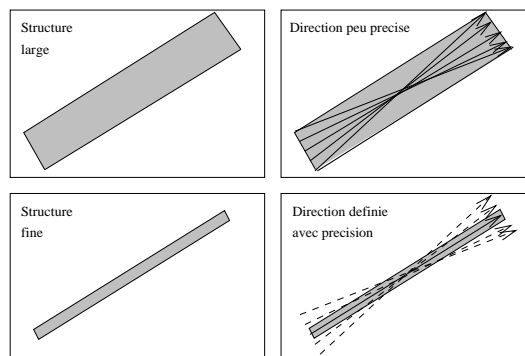 Structure
large
Direction peu precise
Structure
fine
Direction definie
avec precision